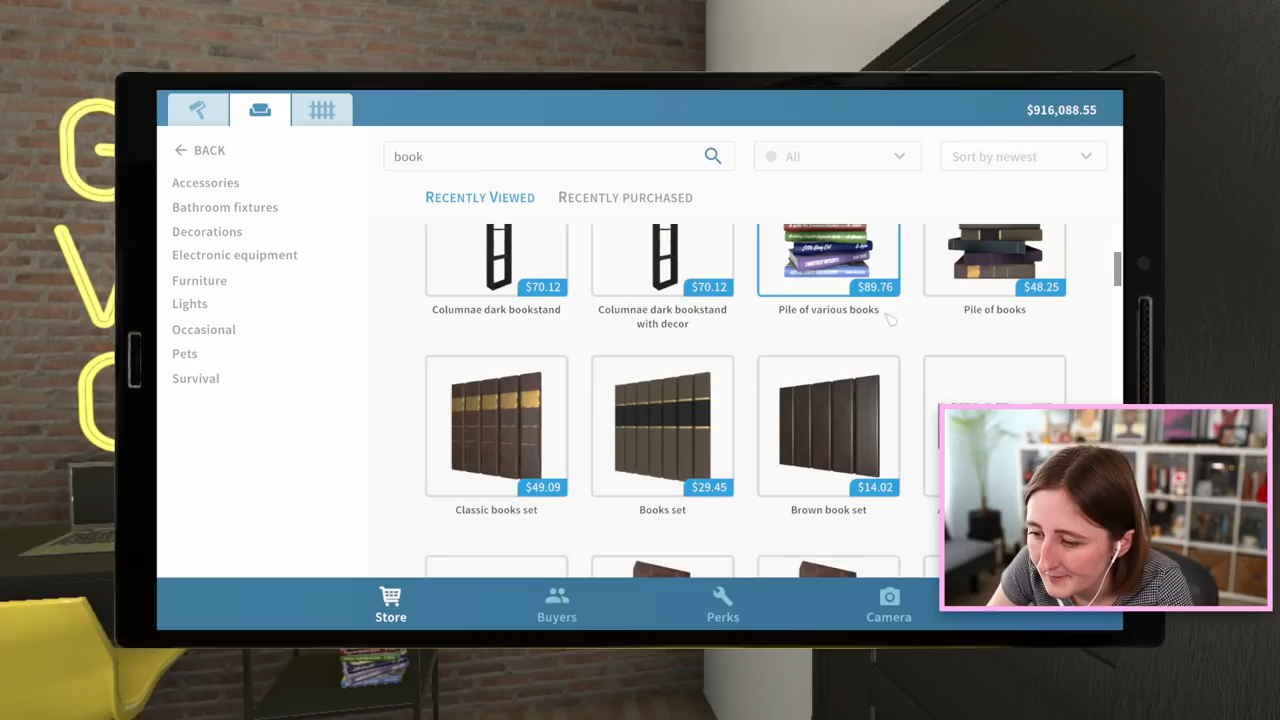 $916,088.55
BACK
book
All
Sort by newest
RECENTLY VIEWED
RECENTLY PURCHASED
Accessories
Bathroom fixtures
Decorations
Electronic equipment
Furniture
Lights
Occasional
Pets
Survival
$70.12
$70.12
$89.76
$48.25
Columnae dark bookstand
Columnae dark bookstand
with decor
Pile of various books
Pile of books
$49.09
$29.45
$14.02
Classic books set
Books set
Brown book set
Store
Buyers
Perks
Camera